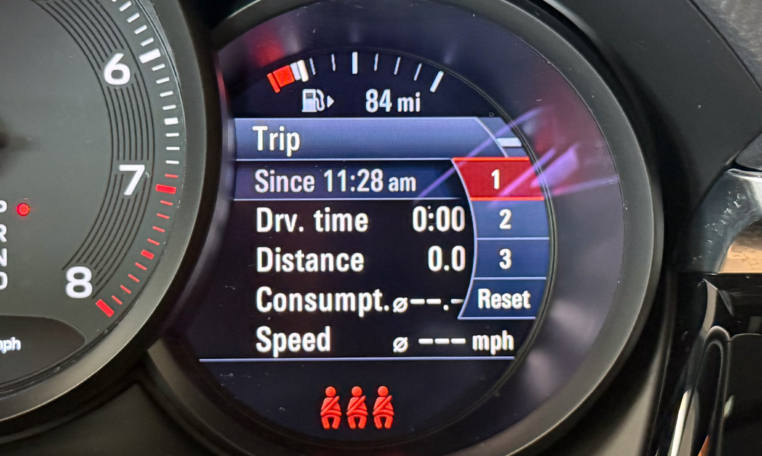 6
7
8
P
R
N
D
mph
84 mi
Trip
Since 11:28 am 1
Drv. time 0:00 2
Distance 0.0 3
Consumpt. ø--.- Reset
Speed ø --- mph